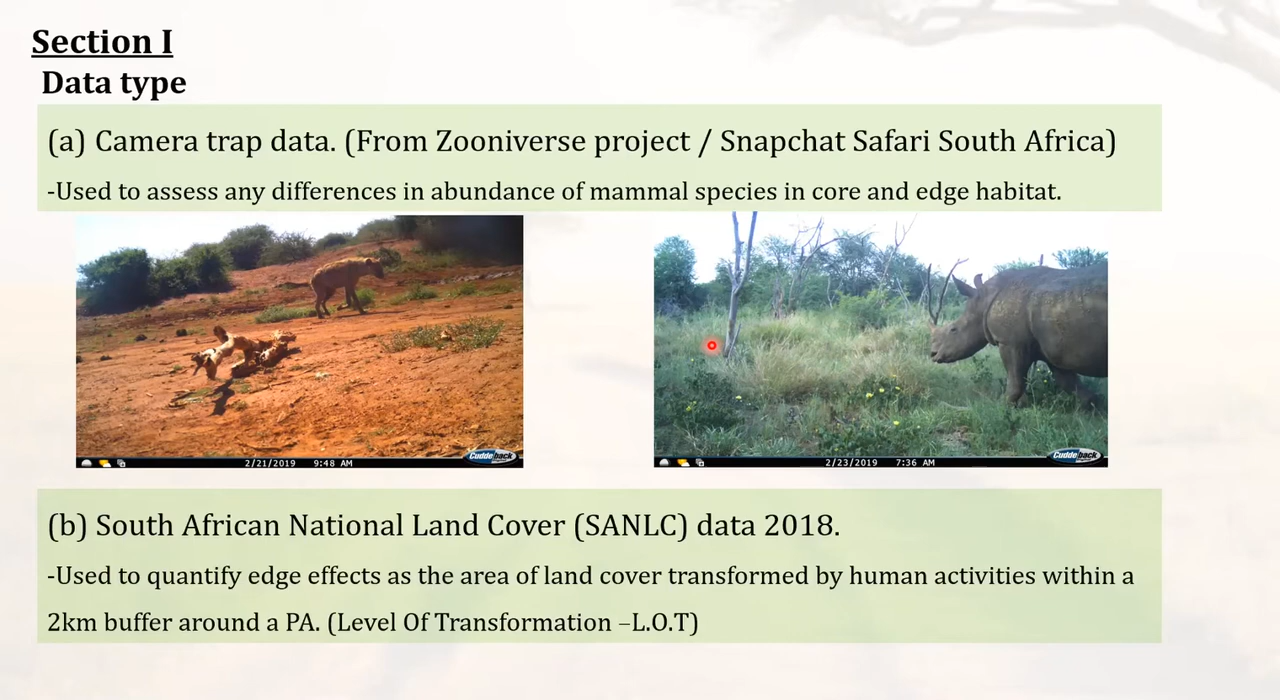 Section I
Data type
(a) Camera trap data. (From Zooniverse project / Snapchat Safari South Africa)
-Used to assess any differences in abundance of mammal species in core and edge habitat.
2/21/2019 9:48 AM Cuddeback
2/23/2019 7:36 AM Cuddeback
(b) South African National Land Cover (SANLC) data 2018.
-Used to quantify edge effects as the area of land cover transformed by human activities within a
2km buffer around a PA. (Level Of Transformation –L.O.T)